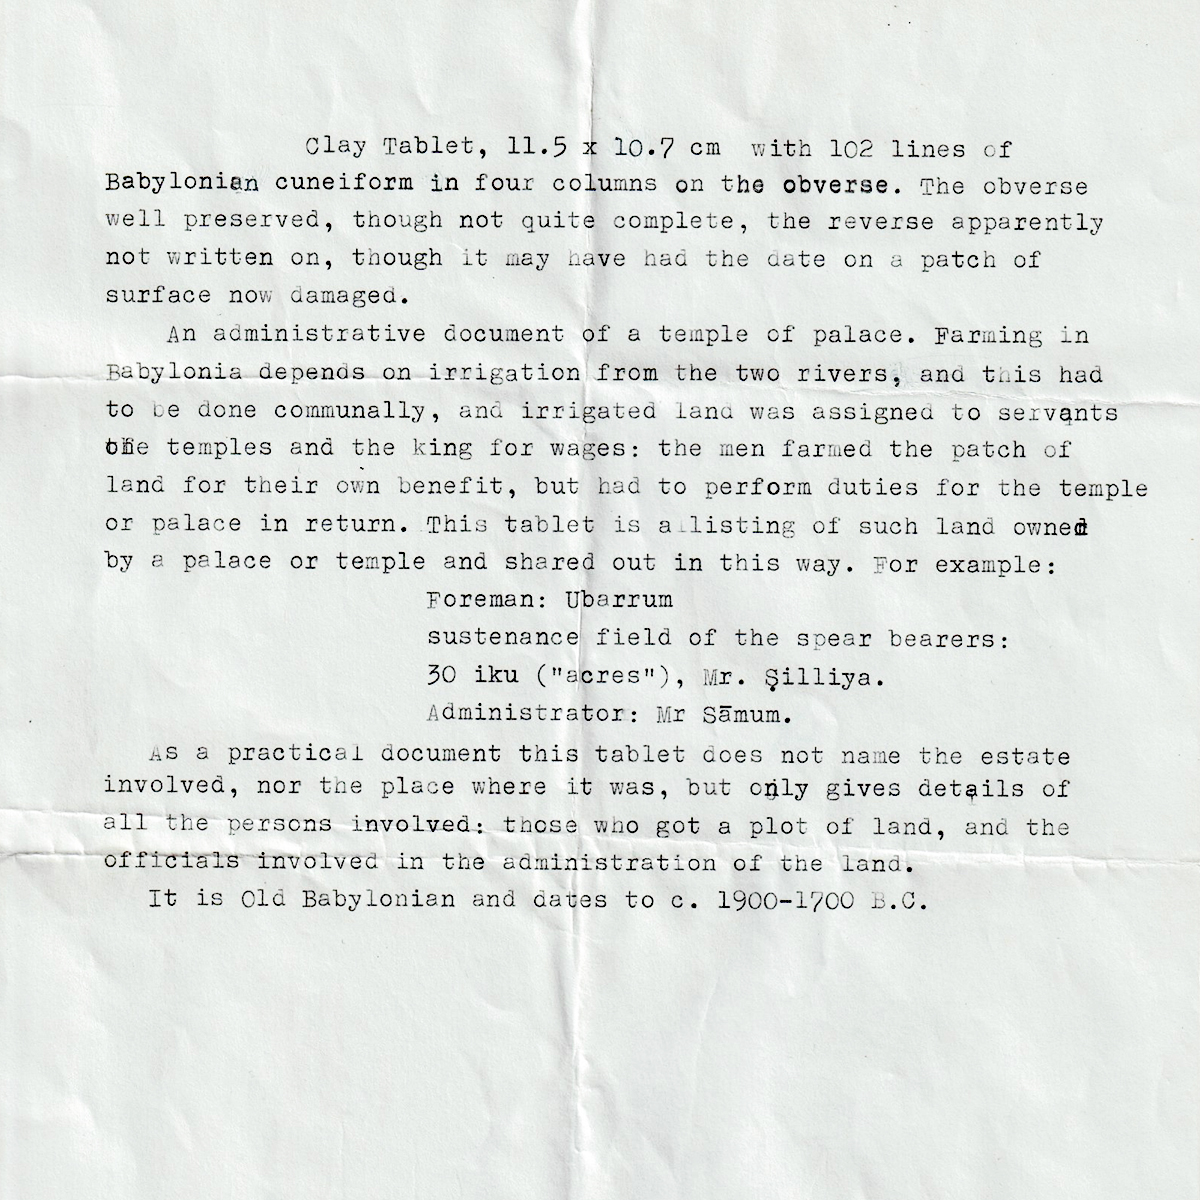 Clay Tablet, 11.5 x 10.7 cm with 102 lines of
Babylonian cuneiform in four columns on the obverse. The obverse
well preserved, though not quite complete, the reverse apparently
not written on, though it may have had the date on a patch of
surface now damaged.
An administrative document of a temple of palace. Farming in
Babylonia depends on irrigation from the two rivers, and this had
to be done communally, and irrigated land was assigned to servants
the temples and the king for wages: the men farmed the patch of
land for their own benefit, but had to perform duties for the temple
or palace in return. This tablet is a listing of such land owned
by a palace or temple and shared out in this way. For example:
Foreman: Ubarrum
sustenance field of the spear bearers:
30 iku ("acres"), Mr. Ṣilliya.
Administrator: Mr Sāmum.
As a practical document this tablet does not name the estate
involved, nor the place where it was, but only gives details of
all the persons involved: those who got a plot of land, and the
officials involved in the administration of the land.
It is Old Babylonian and dates to c. 1900-1700 B.C.